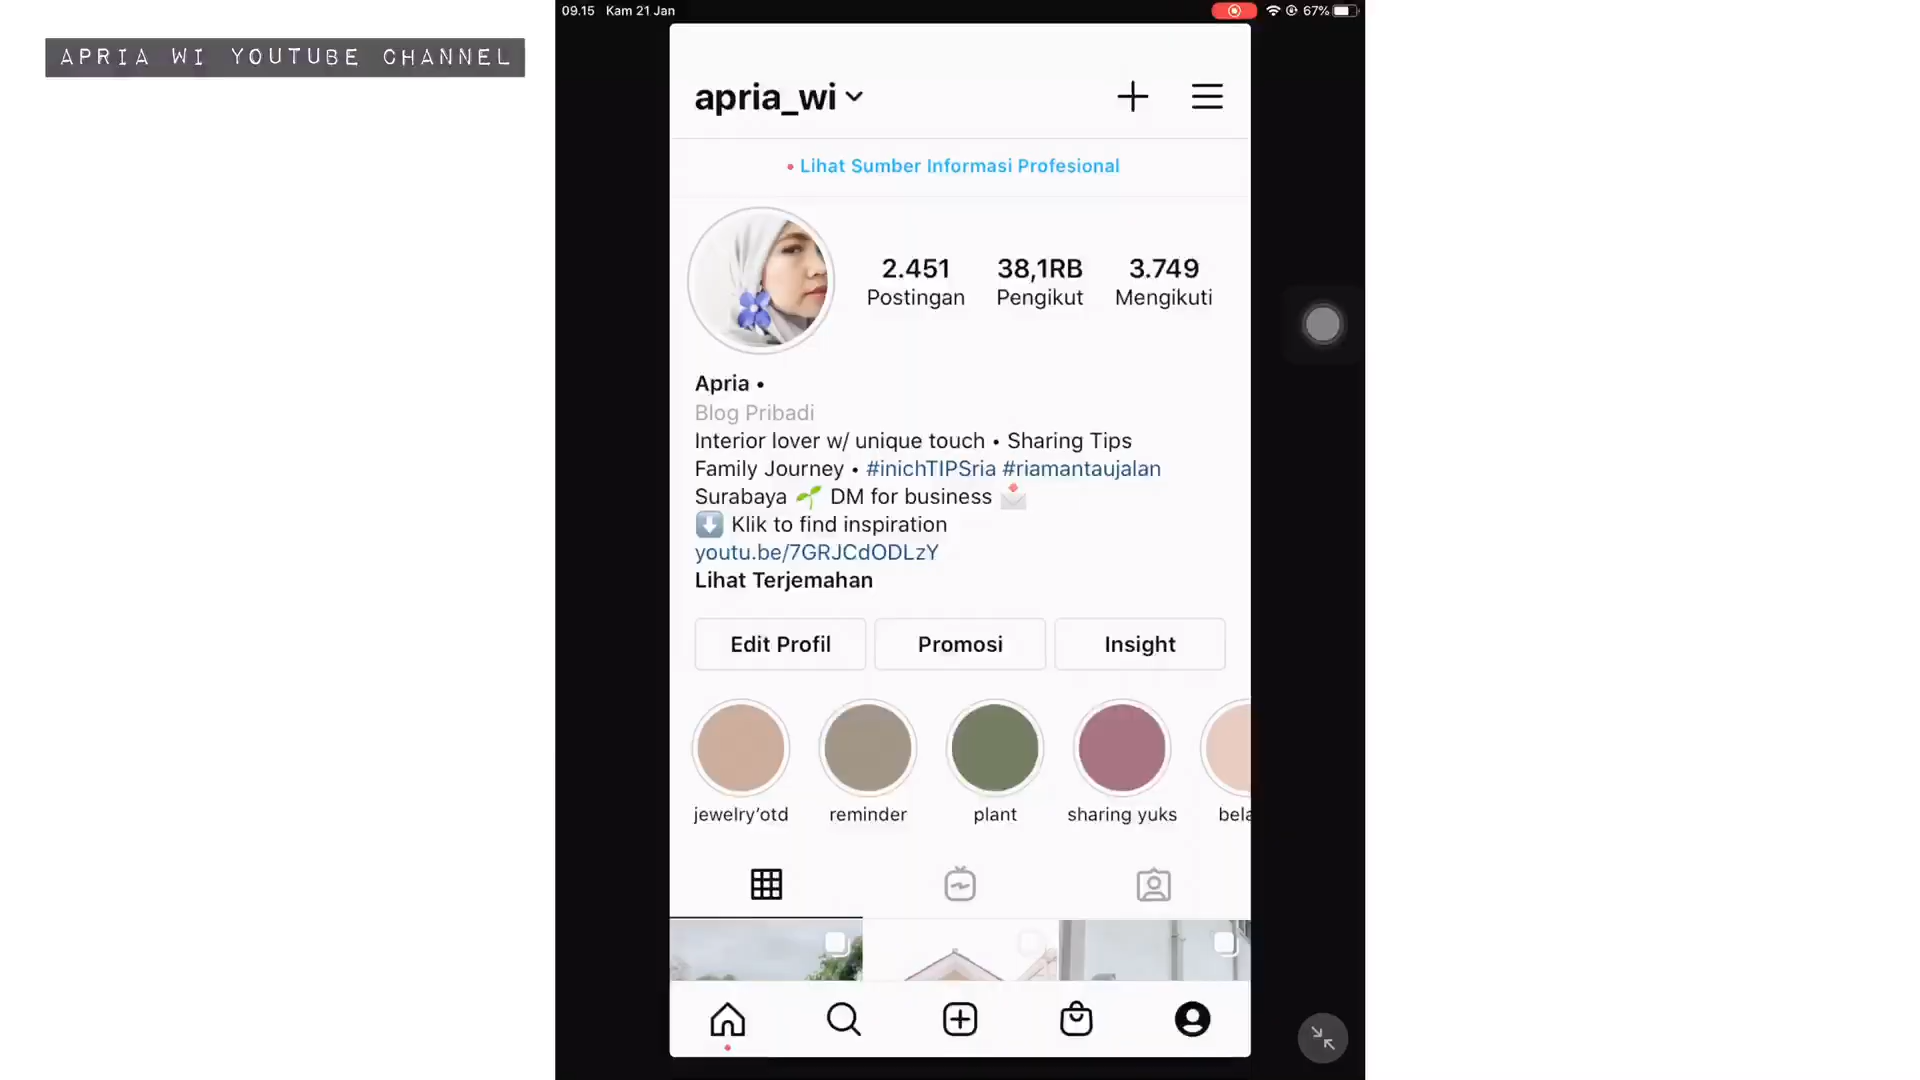 09.15 Kam 21 Jan
67%
APRIA WI YOUTUBE CHANNEL
apria_wi
• Lihat Sumber Informasi Profesional
2.451 38,1RB 3.749
Postingan Pengikut Mengikuti
Apria •
Blog Pribadi
Interior lover w/ unique touch • Sharing Tips
Family Journey • #inichTIPSria #riamantaujalan
Surabaya 🌱 DM for business 📩
⬇️ Klik to find inspiration
youtu.be/7GRJCdODLzY
Lihat Terjemahan
Edit Profil Promosi Insight
jewelry’otd reminder plant sharing yuks bela